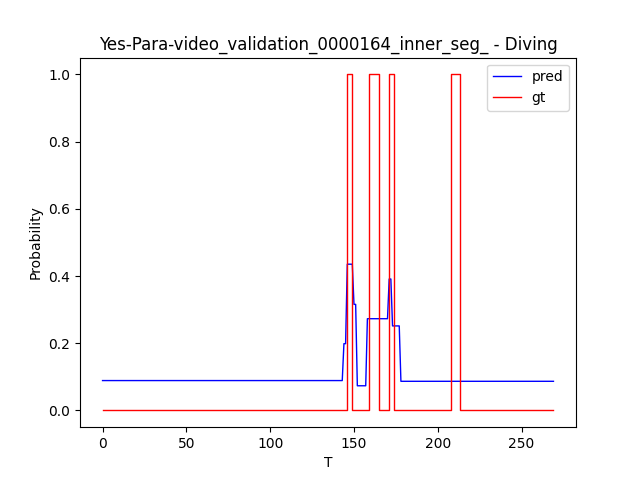 Yes-Para-video_validation_0000164_inner_seg_ - Diving
pred
gt
1.0
0.8
0.6
0.4
0.2
0.0
Probability
0 50 100 150 200 250
T